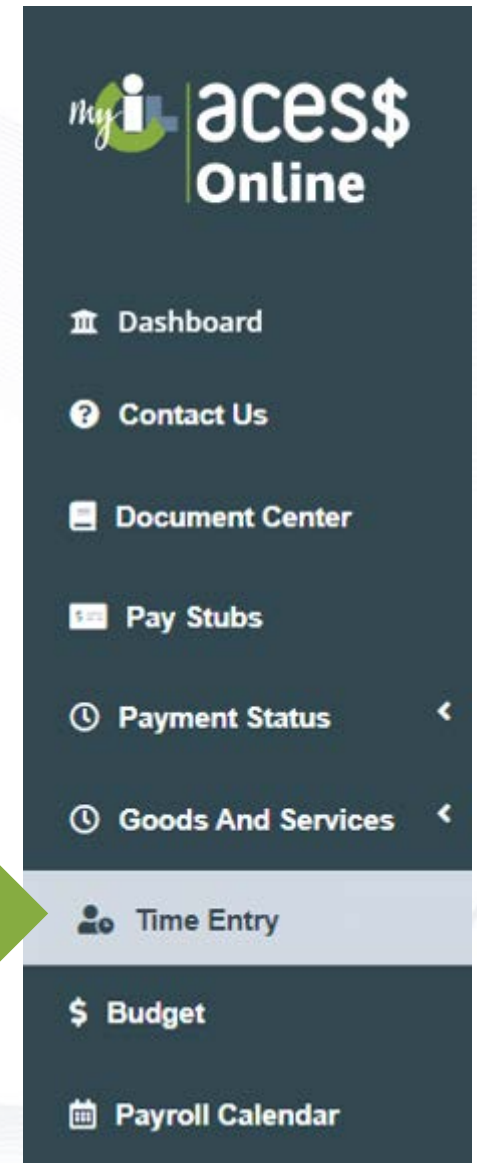 my iL aces$
Online
Dashboard
Contact Us
Document Center
Pay Stubs
Payment Status
Goods And Services
Time Entry
$ Budget
Payroll Calendar